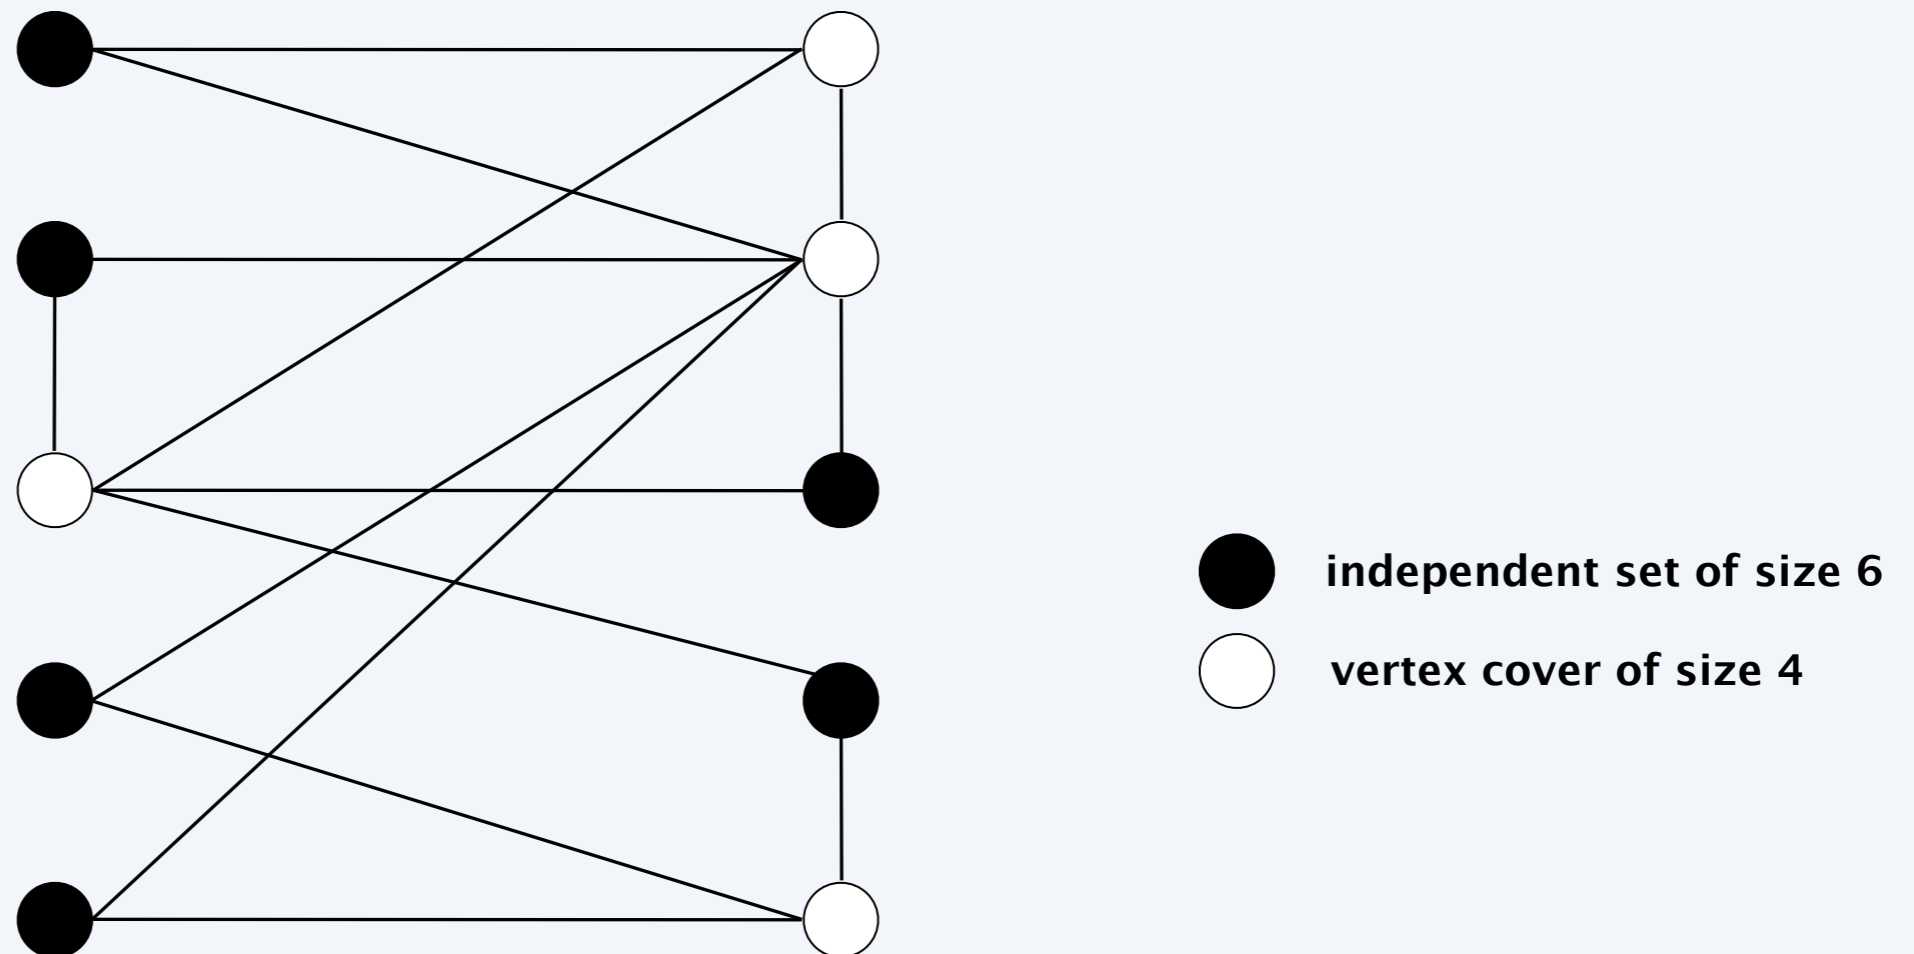 independent set of size 6
vertex cover of size 4